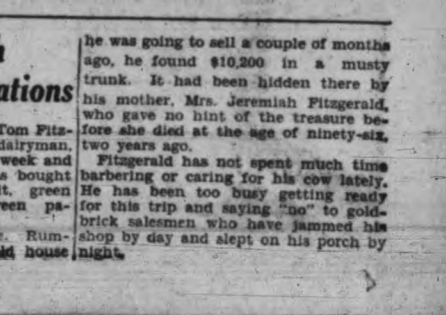 ations
Tom Fitz-
dairyman,
week and
s bought
it, green
een pa-
e. Rum-
ld house
he was going to sell a couple of months
ago, he found $10,200 in a musty
trunk. It had been hidden there by
his mother, Mrs. Jeremiah Fitzgerald,
who gave no hint of the treasure be-
fore she died at the age of ninety-six,
two years ago.
Fitzgerald has not spent much time
barbering or caring for his cow lately.
He has been too busy getting ready
for this trip and saying "no" to gold-
brick salesmen who have jammed his
shop by day and slept on his porch by
night.